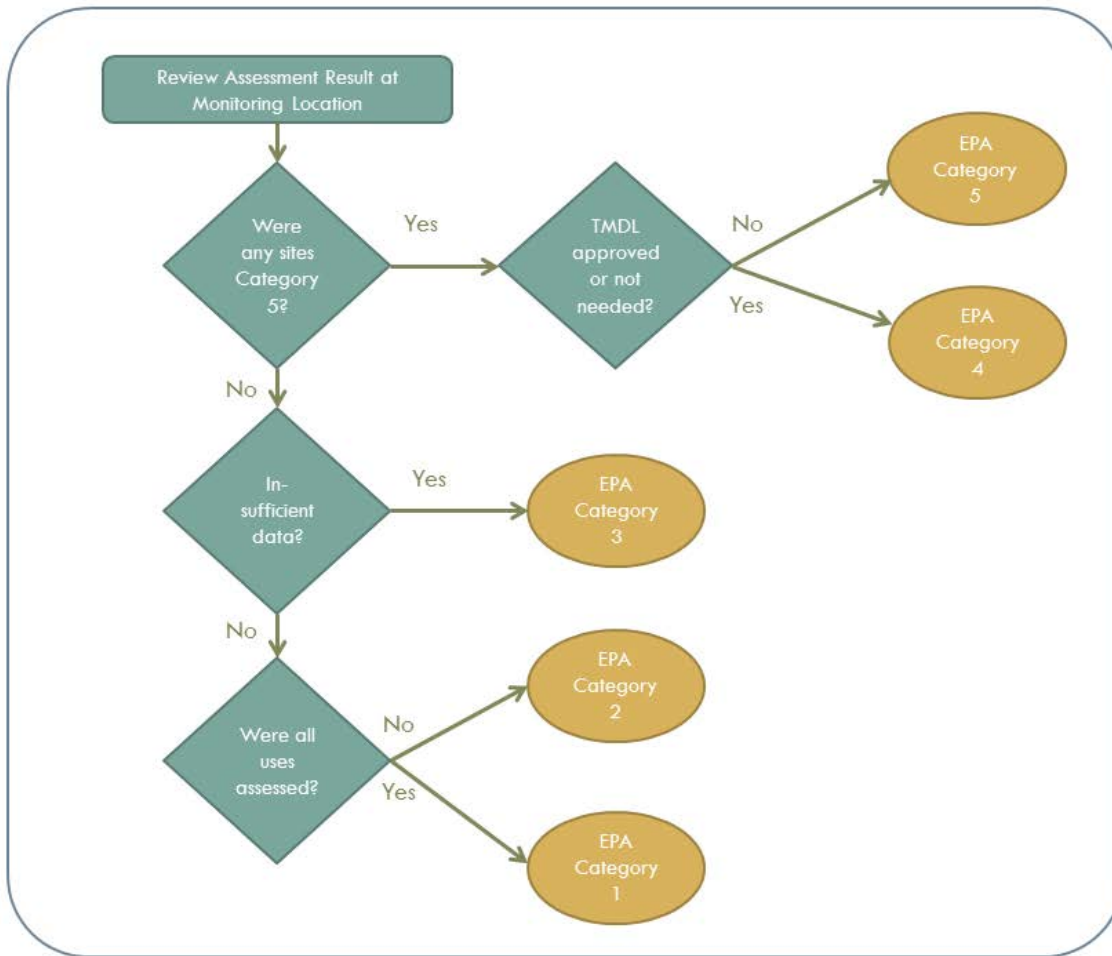 Review Assessment Result at
Monitoring Location
Were
any sites
Category
5?
Yes
TMDL
approved
or not
needed?
No
EPA
Category
5
Yes
EPA
Category
4
No
In-
sufficient
data?
Yes
EPA
Category
3
No
Were all
uses
assessed?
No
EPA
Category
2
Yes
EPA
Category
1